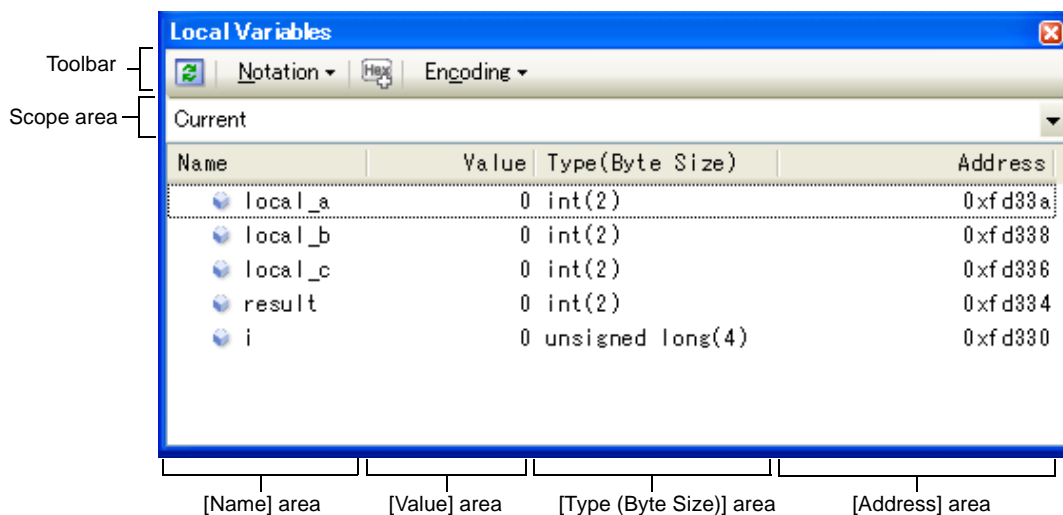 Local Variables
Toolbar
Notation Hex Encoding
Scope area
Current
Name Value Type(Byte Size) Address
local_a 0 int(2) 0xfd33a
local_b 0 int(2) 0xfd338
local_c 0 int(2) 0xfd336
result 0 int(2) 0xfd334
i 0 unsigned long(4) 0xfd330
[Name] area [Value] area [Type (Byte Size)] area [Address] area